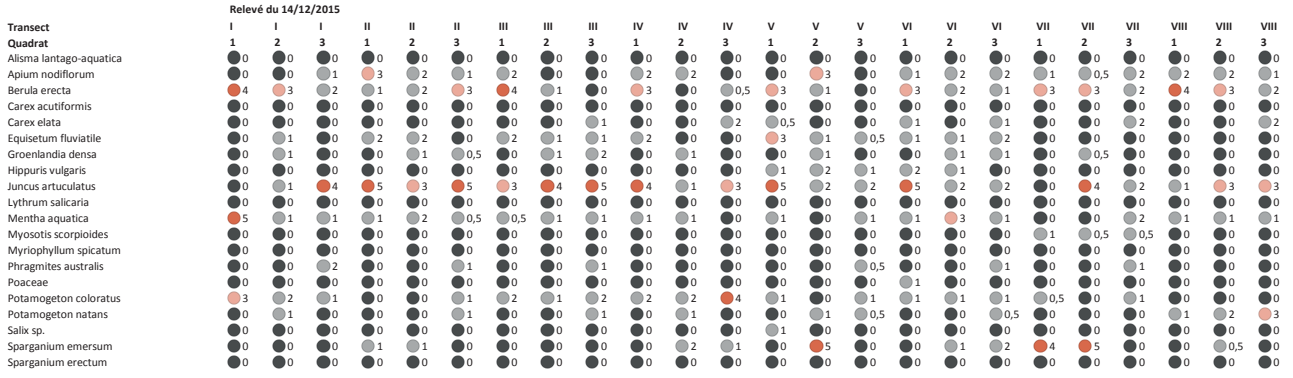 Relevé du 14/12/2015
Transect I I I II II II III III III IV IV IV V V V VI VI VI VII VII VII VIII VIII VIII
Quadrat 1 2 3 1 2 3 1 2 3 1 2 3 1 2 3 1 2 3 1 2 3 1 2 3
Alisma lantago-aquatica 0 0 0 0 0 0 0 0 0 0 0 0 0 0 0 0 0 0 0 0 0 0 0 0
Apium nodiflorum 0 0 1 3 2 1 2 0 0 2 2 0 0 3 0 1 2 2 1 0,5 2 2 2 1
Berula erecta 4 3 2 1 2 3 4 1 0 3 0 0,5 3 1 0 3 2 2 3 3 2 4 3 2
Carex acutiformis 0 0 0 0 0 0 0 0 0 0 0 0 0 0 0 0 0 0 0 0 0 0 0 0
Carex elata 0 0 0 0 0 0 0 0 1 0 0 2 0,5 0 0 1 0 1 0 0 2 0 0 2
Equisetum fluviatile 0 1 0 2 2 0 2 1 1 2 0 0 3 1 0,5 1 1 2 0 0 0 0 0 0
Groenlandia densa 0 1 0 0 1 0,5 0 1 2 0 1 0 0 1 0 0 1 1 0 0,5 0 0 0 0
Hippuris vulgaris 0 0 0 0 0 0 0 0 0 0 0 0 1 2 1 2 1 0 0 0 0 0 0 0
Juncus artuculatus 0 1 4 5 3 5 3 4 5 4 1 3 5 2 2 5 2 2 0 4 2 1 3 3
Lythrum salicaria 0 0 0 0 0 0 0 0 0 0 0 0 0 0 0 0 0 0 0 0 0 0 0 0
Mentha aquatica 5 1 1 1 2 0,5 0,5 1 1 1 1 0 1 0 1 1 3 1 0 0 2 1 1 1
Myosotis scorpioides 0 0 0 0 0 0 0 0 0 0 0 0 0 0 0 0 0 0 1 0,5 0,5 0 0 0
Myriophyllum spicatum 0 0 0 0 0 0 0 0 0 0 0 0 0 0 0 0 0 0 0 0 0 0 0 0
Phragmites australis 0 0 2 0 0 1 0 0 1 0 0 0 0 0 0,5 0 0 1 0 0 1 0 0 0
Poaceae 0 0 0 0 0 0 0 0 0 0 0 0 0 0 0 1 0 0 0 0 0 0 0 0
Potamogeton coloratus 3 2 1 0 0 1 2 1 2 2 2 4 1 0 1 1 1 1 0,5 0 1 0 0 0
Potamogeton natans 0 1 0 0 0 1 0 0 1 0 1 0 0 1 0,5 0 0 0,5 0 0 0 1 2 3
Salix sp. 0 0 0 0 0 0 0 0 0 0 0 0 1 0 0 0 0 0 0 0 0 0 0 0
Sparganium emersum 0 0 0 1 1 0 0 0 0 0 2 1 0 5 0 0 1 2 4 5 0 0 0,5 0
Sparganium erectum 0 0 0 0 0 0 0 0 0 0 0 0 0 0 0 0 0 0 0 0 0 0 0 0